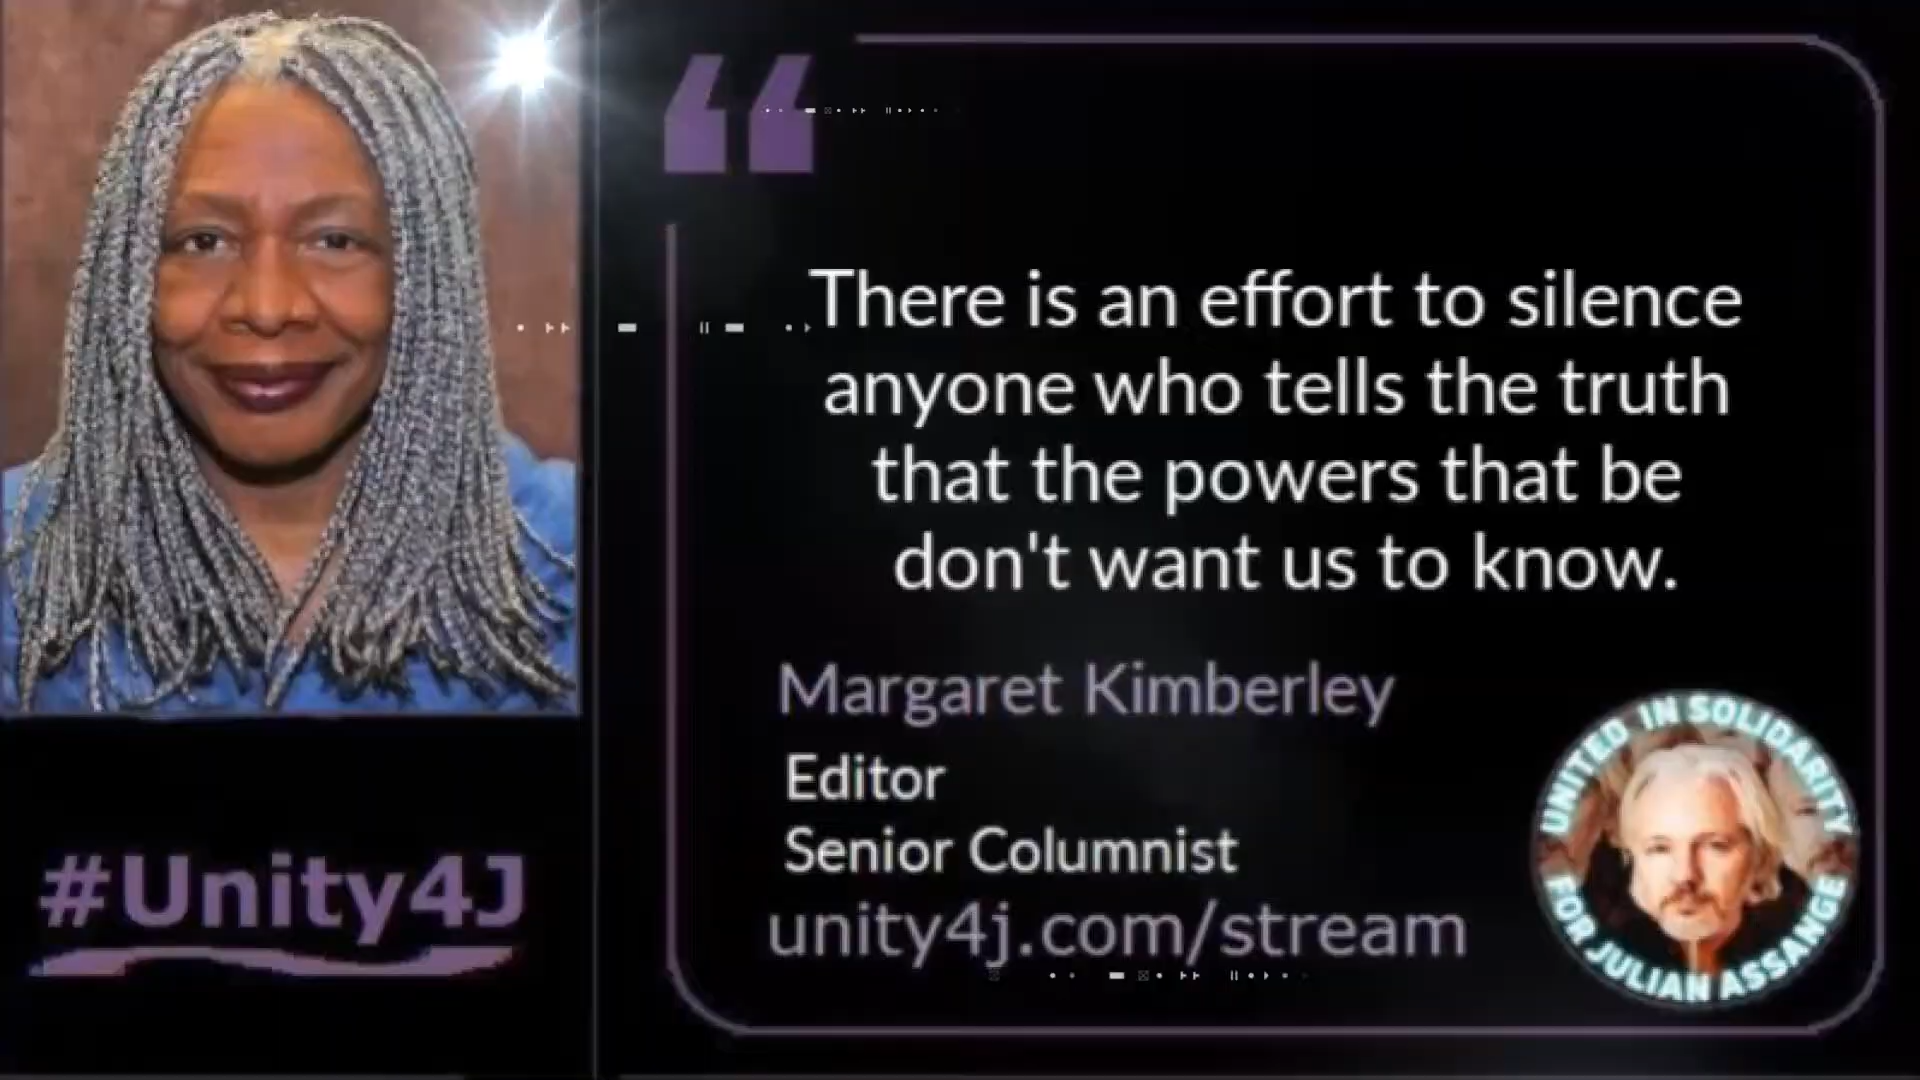 There is an effort to silence
anyone who tells the truth
that the powers that be
don't want us to know.
Margaret Kimberley
Editor
Senior Columnist
unity4j.com/stream
#Unity4J
UNITED IN SOLIDARITY
FOR JULIAN ASSANGE